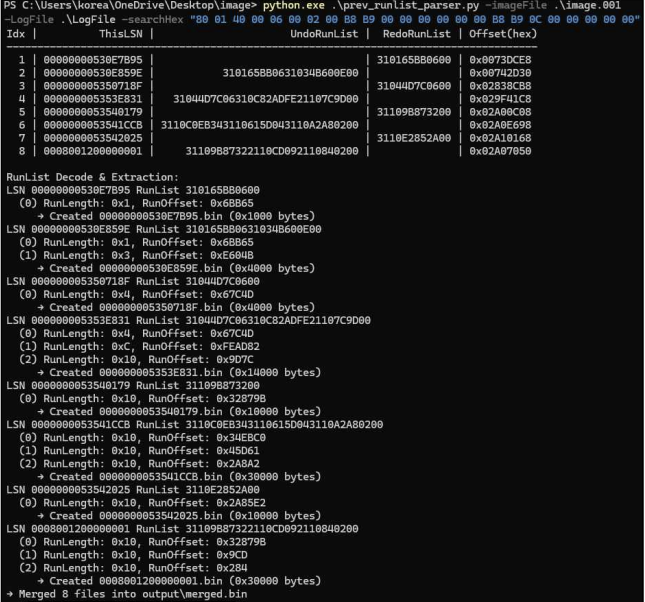 PS C:\Users\korea\OneDrive\Desktop\image> python.exe .\prev_runlist_parser.py -imageFile .\image.001
-LogFile .\LogFile -searchHex "80 01 40 00 06 00 02 00 B8 B9 00 00 00 00 00 00 00 B8 B9 0C 00 00 00 00 00"
Idx | ThisLSN | UndoRunList | RedoRunList | Offset(hex)
--------------------------------------------------------------------------------
1 | 00000000530E7B95 | | 310165BB0600 | 0x0073DCE8
2 | 00000000530E859E | 310165BB0631034B600E00 | | 0x00742D30
3 | 000000005350718F | | 31044D7C0600 | 0x02838CB8
4 | 000000005353E831 | 31044D7C06310C82ADFE21107C9D00 | | 0x029F41C8
5 | 0000000053540179 | | 31109B873200 | 0x02A00C08
6 | 0000000053541CCB | 3110C0EB343110615D043110A2A80200 | | 0x02A0E698
7 | 0000000053542025 | | 3110E2852A00 | 0x02A10168
8 | 0008001200000001 | 31109B87322110CD092110840200 | | 0x02A07050
RunList Decode & Extraction:
LSN 00000000530E7B95 RunList 310165BB0600
(0) RunLength: 0x1, RunOffset: 0x6BB65
→ Created 00000000530E7B95.bin (0x1000 bytes)
LSN 00000000530E859E RunList 310165BB0631034B600E00
(0) RunLength: 0x1, RunOffset: 0x6BB65
(1) RunLength: 0x3, RunOffset: 0xE604B
→ Created 00000000530E859E.bin (0x4000 bytes)
LSN 000000005350718F RunList 31044D7C0600
(0) RunLength: 0x4, RunOffset: 0x67C4D
→ Created 000000005350718F.bin (0x4000 bytes)
LSN 000000005353E831 RunList 31044D7C06310C82ADFE21107C9D00
(0) RunLength: 0x4, RunOffset: 0x67C4D
(1) RunLength: 0xC, RunOffset: 0xFEAD82
(2) RunLength: 0x10, RunOffset: 0x9D7C
→ Created 000000005353E831.bin (0x14000 bytes)
LSN 0000000053540179 RunList 31109B873200
(0) RunLength: 0x10, RunOffset: 0x32879B
→ Created 0000000053540179.bin (0x10000 bytes)
LSN 0000000053541CCB RunList 3110C0EB343110615D043110A2A80200
(0) RunLength: 0x10, RunOffset: 0x34EBC0
(1) RunLength: 0x10, RunOffset: 0x45D61
(2) RunLength: 0x10, RunOffset: 0x2A8A2
→ Created 0000000053541CCB.bin (0x30000 bytes)
LSN 0000000053542025 RunList 3110E2852A00
(0) RunLength: 0x10, RunOffset: 0x2A85E2
→ Created 0000000053542025.bin (0x10000 bytes)
LSN 0008001200000001 RunList 31109B87322110CD092110840200
(0) RunLength: 0x10, RunOffset: 0x32879B
(1) RunLength: 0x10, RunOffset: 0x9CD
(2) RunLength: 0x10, RunOffset: 0x284
→ Created 0008001200000001.bin (0x30000 bytes)
→ Merged 8 files into output\merged.bin